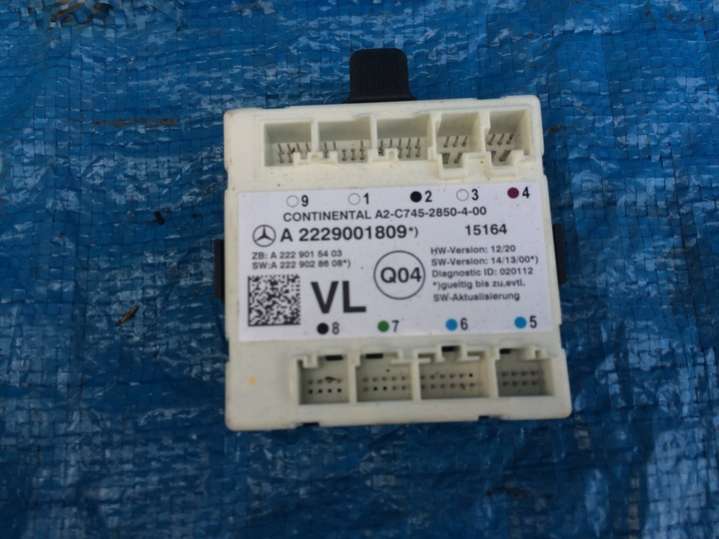 9 1 2 3 4
CONTINENTAL A2-C745-2850-4-00
A 2229001809*) 15164
ZB: A 222 901 54 03
SW:A 222 902 86 08*)
HW-Version: 12/20
SW-Version: 14/13/00*)
Diagnostic ID: 020112
*)gueltig bis zu.evtl.
SW-Aktualisierung
VL
Q04
8 7 6 5